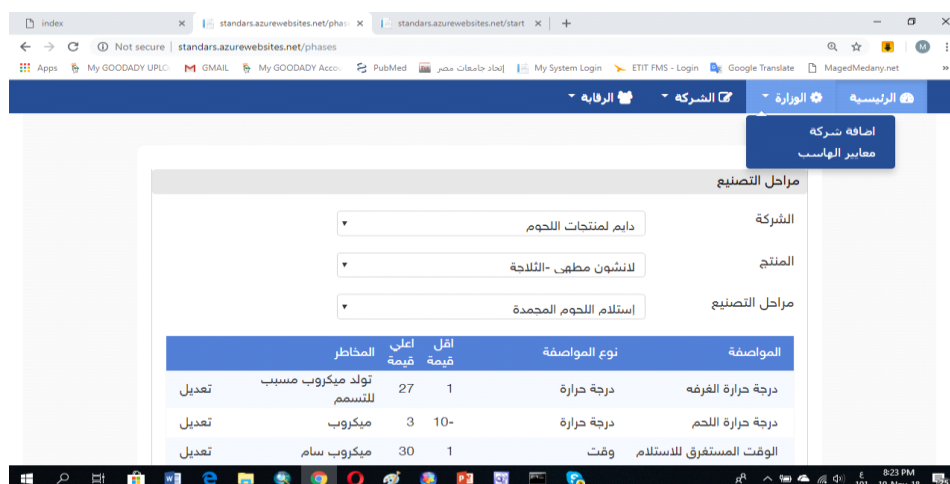 index
standars.azurewebsites.net/phase
standars.azurewebsites.net/start
Not secure | standars.azurewebsites.net/phases
M
Apps
My GOODADY UPLO
GMAIL
My GOODADY Acco
PubMed
إتحاد جامعات مصر
My System Login
ETIT FMS - Login
Google Translate
MagedMedany.net
»
الرئيسية
الوزارة
الشركة
الرقابة
اضافة شركة
معايير الهاسب
مراحل التصنيع
الشركة
دايم لمنتجات اللحوم
المنتج
لانشون مطهى -الثلاجة
مراحل التصنيع
إستلام اللحوم المجمدة
المواصفة نوع المواصفة اقل قيمة اعلي قيمة المخاطر
درجة حرارة الغرفه درجة حرارة 1 27 تولد ميكروب مسبب للتسمم تعديل
درجة حرارة اللحم درجة حرارة 10- 3 ميكروب تعديل
الوقت المستغرق للاستلام وقت 1 30 ميكروب سام تعديل
8:23 PM